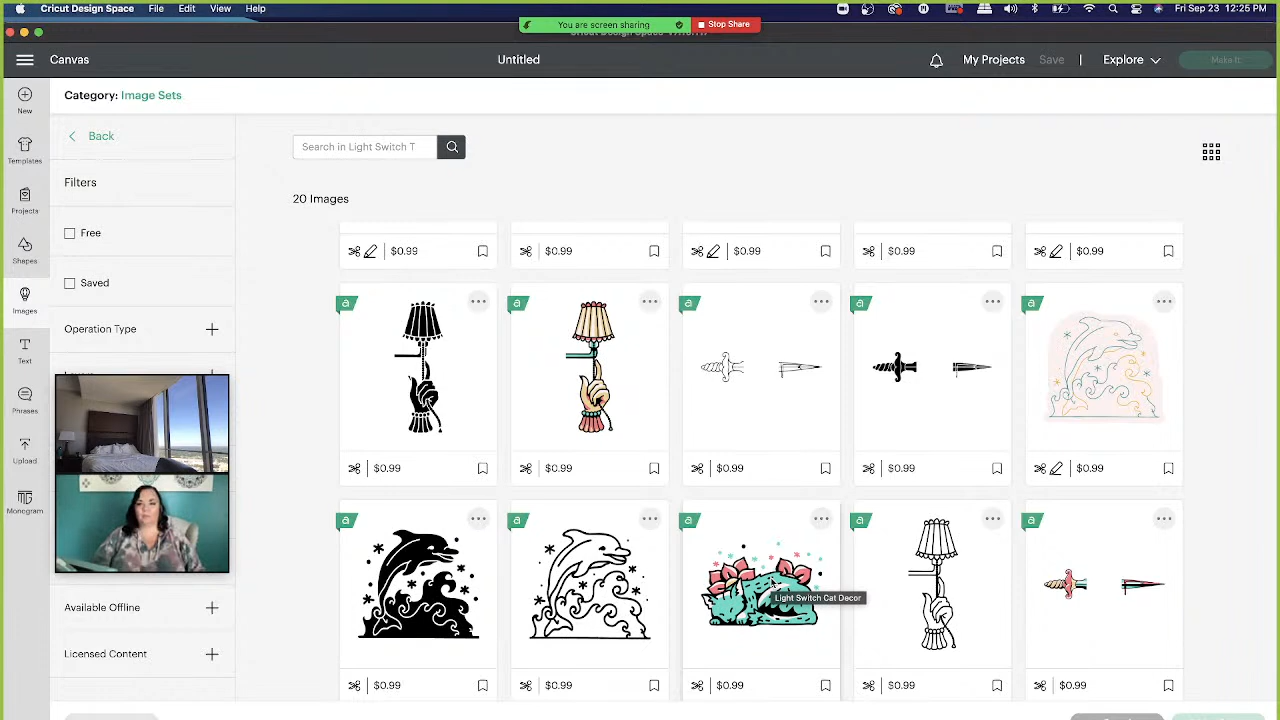 Cricut Design Space File Edit View Help Fri Sep 23 12:25 PM
You are screen sharing Stop Share
Canvas Untitled My Projects Save | Explore Make It
Category: Image Sets
New
Templates
Projects
Shapes
Images
Text
Phrases
Upload
Monogram
Back
Filters
Free
Saved
Operation Type
Available Offline
Licensed Content
Search in Light Switch T
20 Images
$0.99 $0.99 $0.99 $0.99 $0.99
a a a a a
$0.99 $0.99 $0.99 $0.99 $0.99
a a a a a
Light Switch Cat Decor
$0.99 $0.99 $0.99 $0.99 $0.99